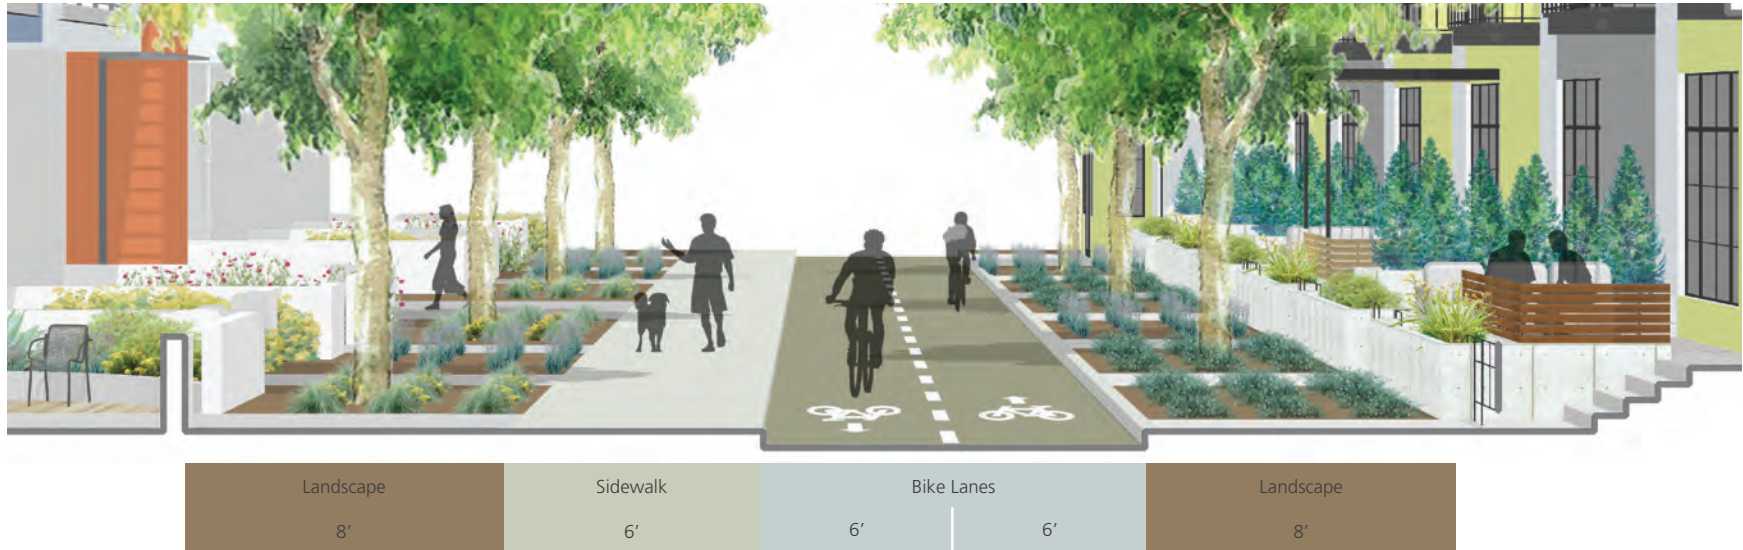 Landscape Sidewalk Bike Lanes Landscape
8’ 6’ 6’ 6’ 8’